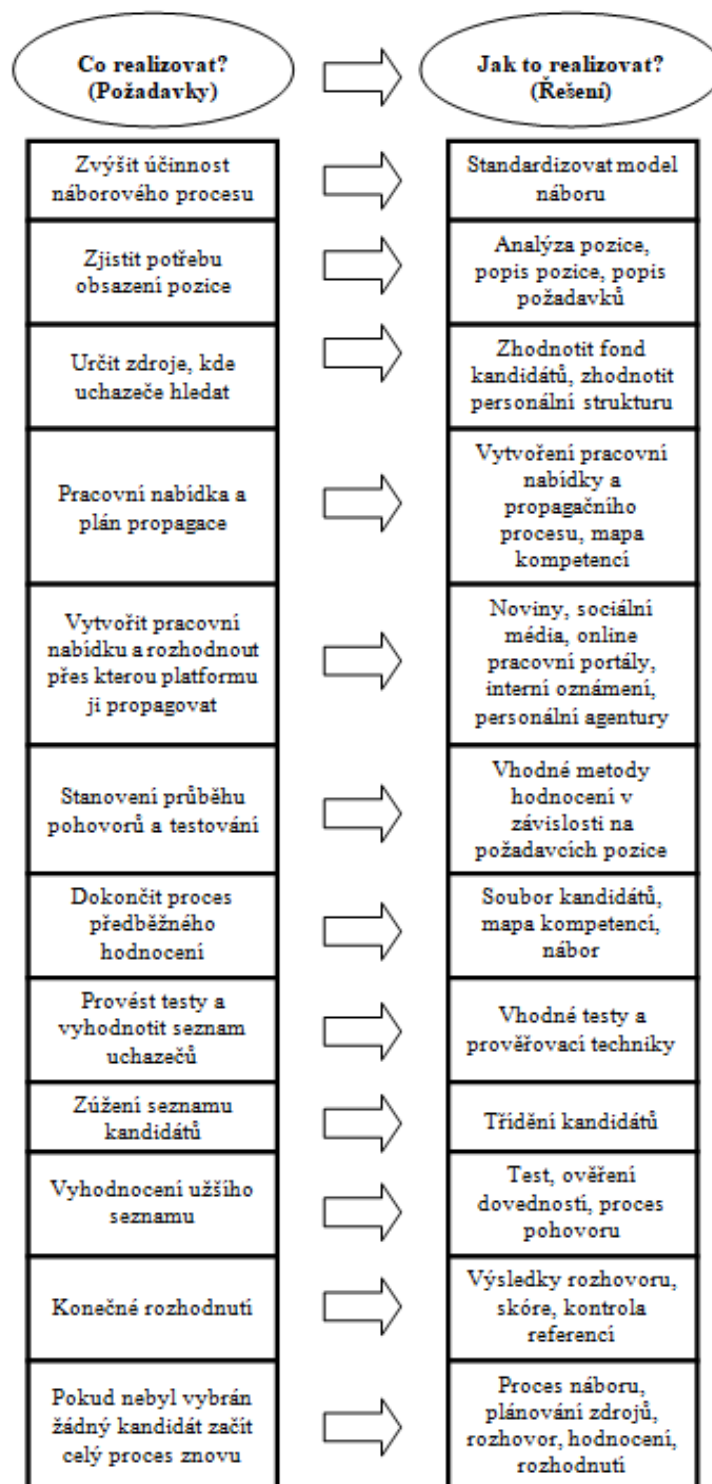 Co realizovat?
(Požadavky)
Jak to realizovat?
(Řešení)
Zvýšit účinnost
náborového procesu
Standardizovat model
náboru
Zjistit potřebu
obsazení pozice
Analýza pozice,
popis pozice, popis
požadavků
Určit zdroje, kde
uchazeče hledat
Zhodnotit fond
kandidátů, zhodnotit
personální strukturu
Pracovní nabídka a
plán propagace
Vytvoření pracovní
nabídky a
propagačního
procesu, mapa
kompetencí
Vytvořit pracovní
nabídku a rozhodnout
přes kterou platformu
ji propagovat
Noviny, sociální
média, online
pracovní portály,
interní oznámení,
personální agentury
Stanovení průběhu
pohovorů a testování
Vhodné metody
hodnocení v
závislosti na
požadavcích pozice
Dokončit proces
předběžného
hodnocení
Soubor kandidátů,
mapa kompetencí,
nábor
Provést testy a
vyhodnotit seznam
uchazečů
Vhodné testy a
prověřovací techniky
Zúžení seznamu
kandidátů
Třídění kandidátů
Vyhodnocení užšího
seznamu
Test, ověření
dovedností, proces
pohovoru
Konečné rozhodnutí
Výsledky rozhovoru,
skóre, kontrola
referencí
Pokud nebyl vybrán
žádný kandidát začít
celý proces znovu
Proces náboru,
plánování zdrojů,
rozhovor, hodnocení,
rozhodnutí